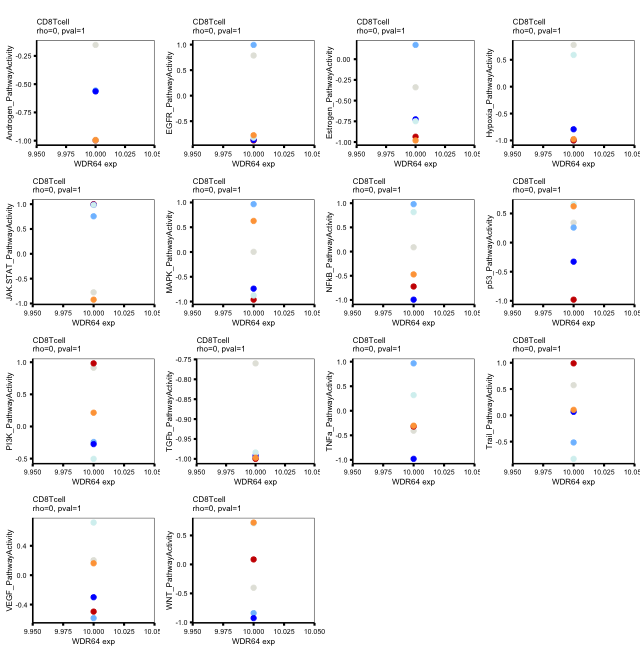 CD8Tcell
rho=0, pval=1
Androgen_PathwayActivity
-0.25
-0.50
-0.75
-1.00
9.950 9.975 10.000 10.025 10.05
WDR64 exp
CD8Tcell
rho=0, pval=1
EGFR_PathwayActivity
1.0
0.5
0.0
-0.5
9.950 9.975 10.000 10.025 10.05
WDR64 exp
CD8Tcell
rho=0, pval=1
Estrogen_PathwayActivity
0.00
-0.25
-0.50
-0.75
-1.00
9.950 9.975 10.000 10.025 10.05
WDR64 exp
CD8Tcell
rho=0, pval=1
Hypoxia_PathwayActivity
0.5
0.0
-0.5
-1.0
9.950 9.975 10.000 10.025 10.05
WDR64 exp
CD8Tcell
rho=0, pval=1
JAK.STAT_PathwayActivity
1.0
0.5
0.0
-0.5
-1.0
9.950 9.975 10.000 10.025 10.05
WDR64 exp
CD8Tcell
rho=0, pval=1
MAPK_PathwayActivity
1.0
0.5
0.0
-0.5
-1.0
9.950 9.975 10.000 10.025 10.05
WDR64 exp
CD8Tcell
rho=0, pval=1
NFkB_PathwayActivity
1.0
0.5
0.0
-0.5
-1.0
9.950 9.975 10.000 10.025 10.05
WDR64 exp
CD8Tcell
rho=0, pval=1
p53_PathwayActivity
0.5
0.0
-0.5
-1.0
9.950 9.975 10.000 10.025 10.05
WDR64 exp
CD8Tcell
rho=0, pval=1
PI3K_PathwayActivity
1.0
0.5
0.0
-0.5
9.950 9.975 10.000 10.025 10.05
WDR64 exp
CD8Tcell
rho=0, pval=1
TGFb_PathwayActivity
-0.75
-0.80
-0.85
-0.90
-0.95
-1.00
9.950 9.975 10.000 10.025 10.05
WDR64 exp
CD8Tcell
rho=0, pval=1
TNFa_PathwayActivity
1.0
0.5
0.0
-0.5
-1.0
9.950 9.975 10.000 10.025 10.05
WDR64 exp
CD8Tcell
rho=0, pval=1
Trail_PathwayActivity
1.0
0.5
0.0
-0.5
9.950 9.975 10.000 10.025 10.05
WDR64 exp
CD8Tcell
rho=0, pval=1
VEGF_PathwayActivity
0.4
0.0
-0.4
9.950 9.975 10.000 10.025 10.05
WDR64 exp
CD8Tcell
rho=0, pval=1
WNT_PathwayActivity
0.5
0.0
-0.5
-1.0
9.950 9.975 10.000 10.025 10.050
WDR64 exp